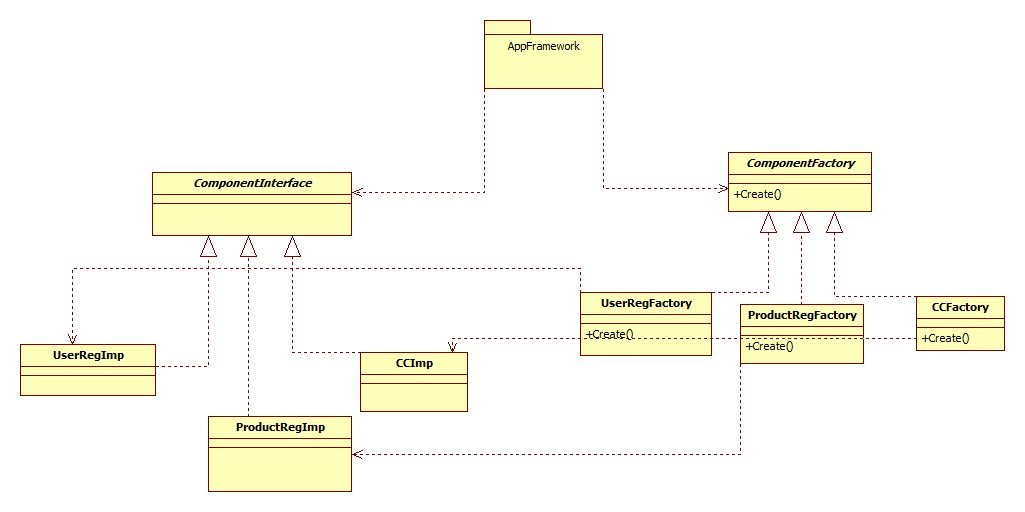 AppFramework
ComponentFactory
+Create()
ComponentInterface
UserRegFactory
+Create()
ProductRegFactory
+Create()
CCFactory
+Create()
UserRegImp
CCImp
ProductRegImp